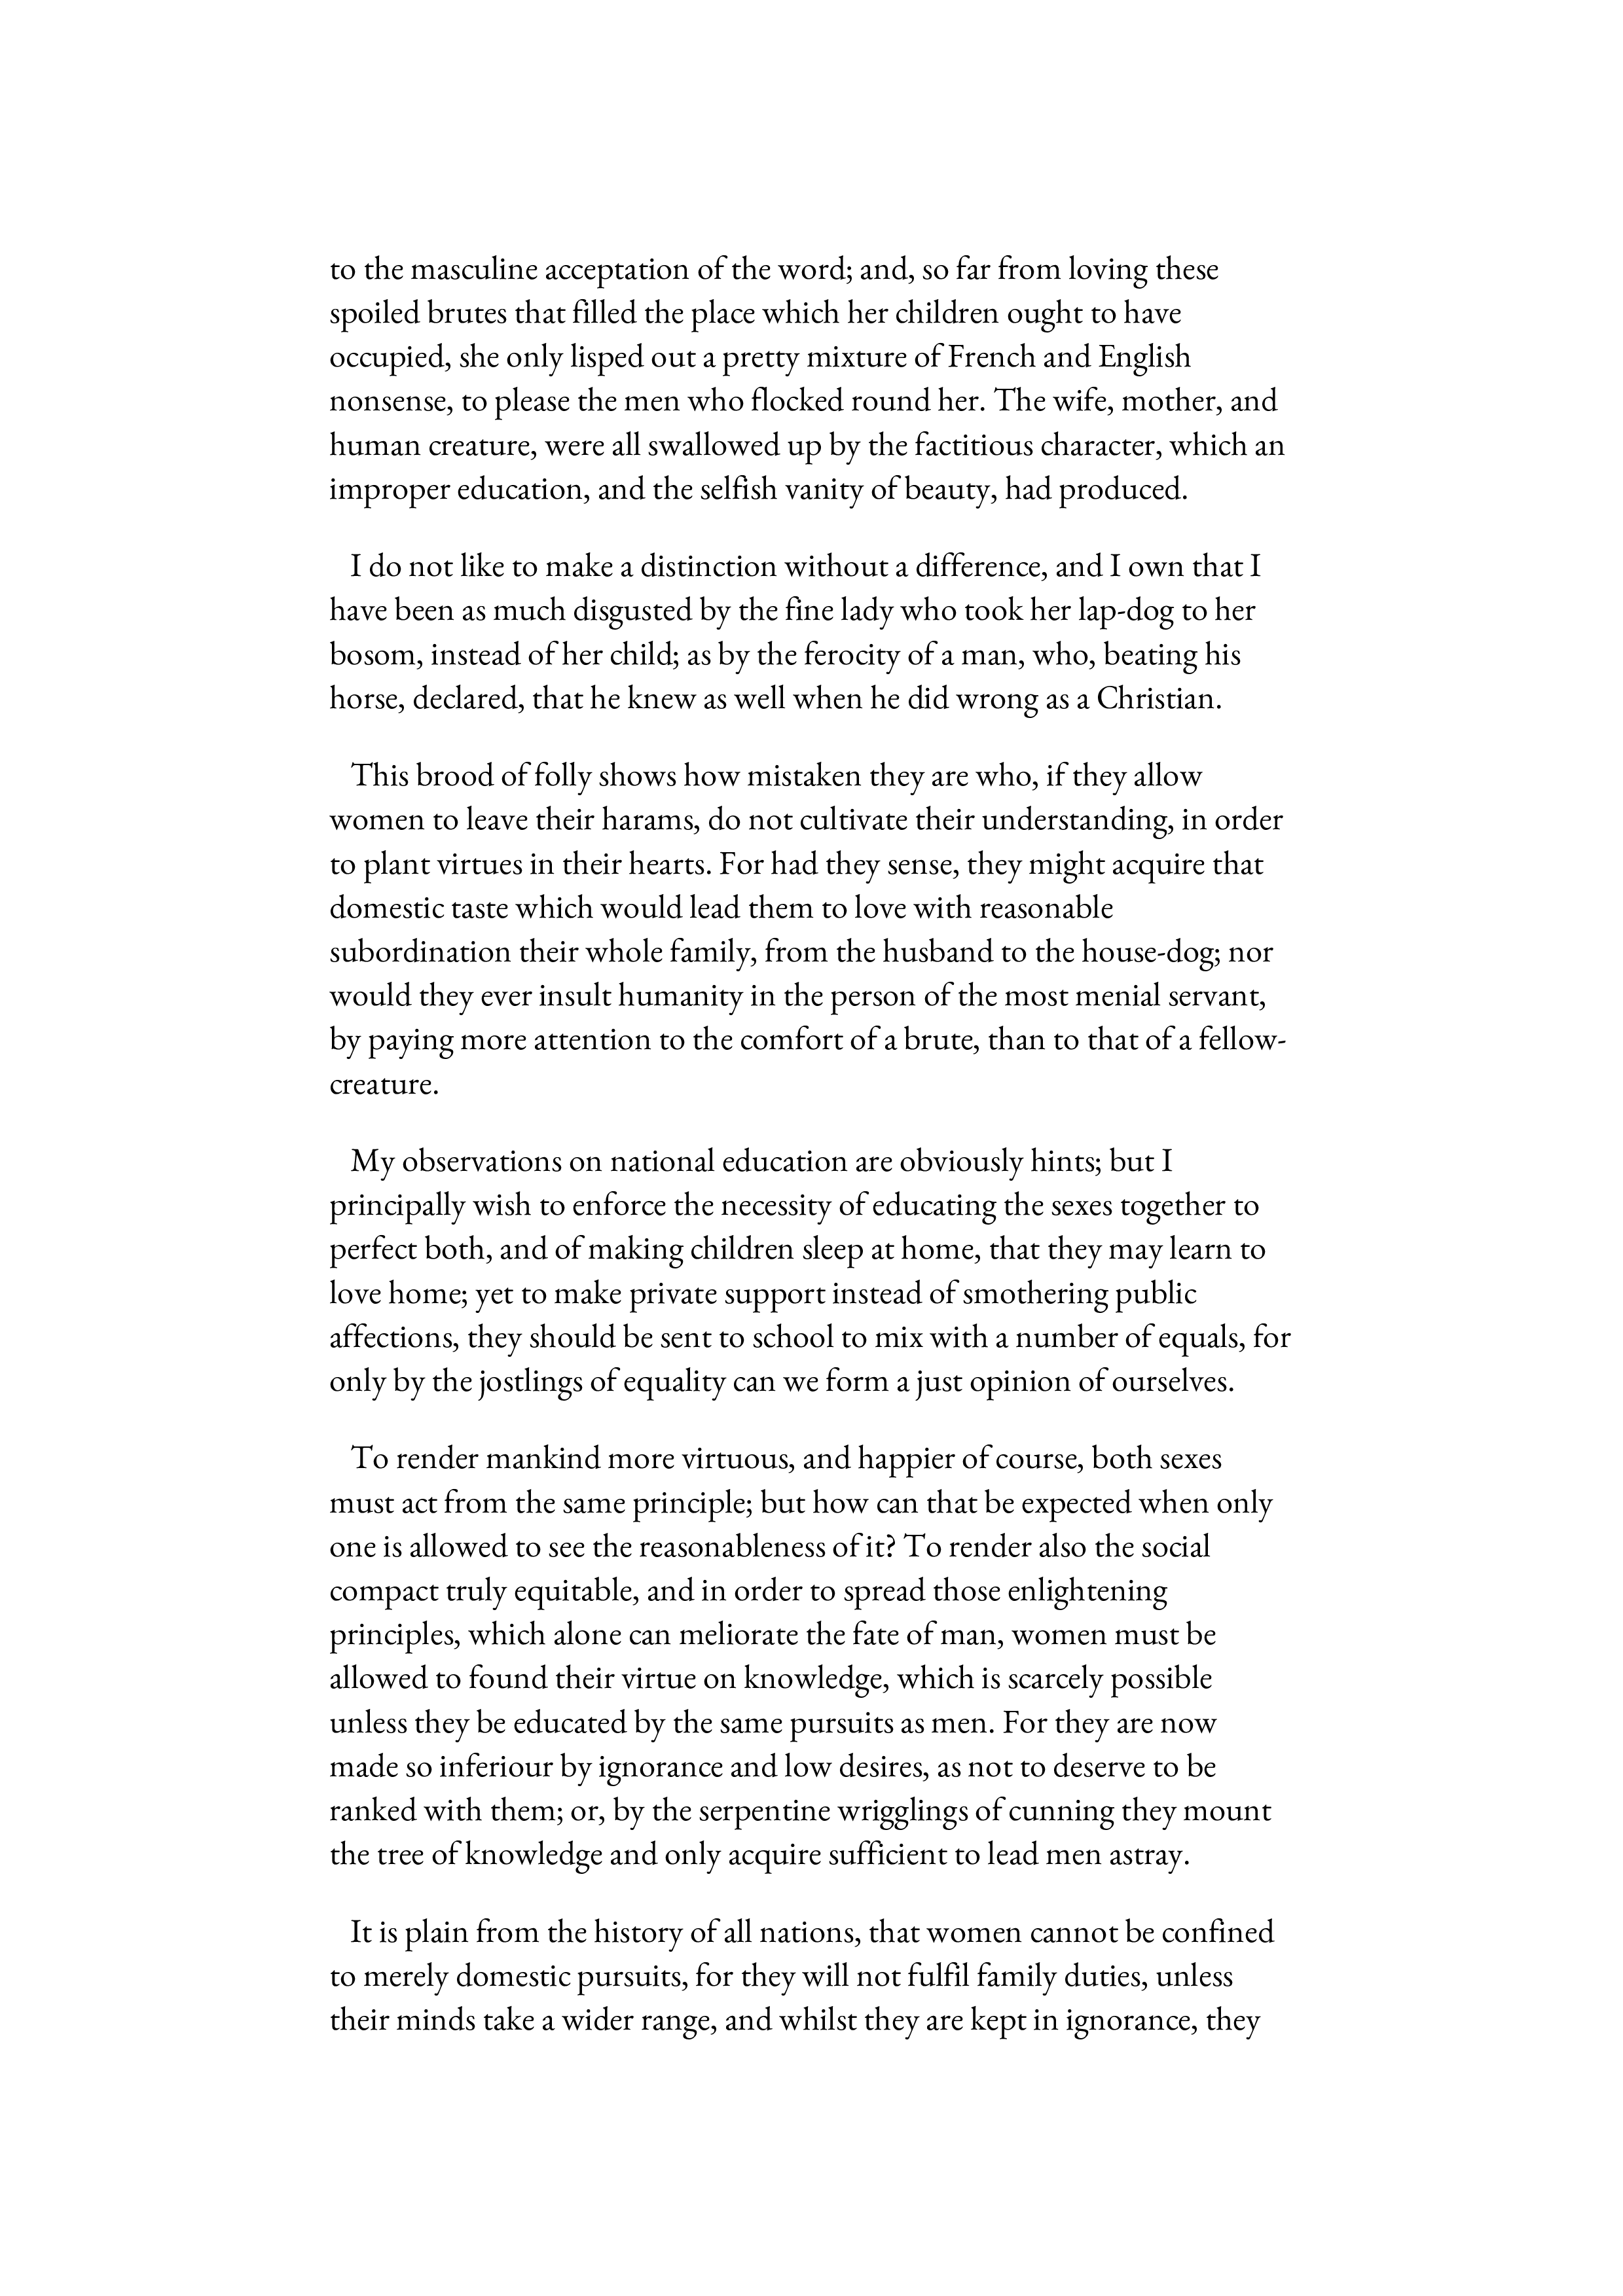 to the masculine acceptation of the word; and, so far from loving these
spoiled brutes that filled the place which her children ought to have
occupied, she only lisped out a pretty mixture of French and English
nonsense, to please the men who flocked round her. The wife, mother, and
human creature, were all swallowed up by the factitious character, which an
improper education, and the selfish vanity of beauty, had produced.
I do not like to make a distinction without a difference, and I own that I
have been as much disgusted by the fine lady who took her lap-dog to her
bosom, instead of her child; as by the ferocity of a man, who, beating his
horse, declared, that he knew as well when he did wrong as a Christian.
This brood of folly shows how mistaken they are who, if they allow
women to leave their harams, do not cultivate their understanding, in order
to plant virtues in their hearts. For had they sense, they might acquire that
domestic taste which would lead them to love with reasonable
subordination their whole family, from the husband to the house-dog; nor
would they ever insult humanity in the person of the most menial servant,
by paying more attention to the comfort of a brute, than to that of a fellow-
creature.
My observations on national education are obviously hints; but I
principally wish to enforce the necessity of educating the sexes together to
perfect both, and of making children sleep at home, that they may learn to
love home; yet to make private support instead of smothering public
affections, they should be sent to school to mix with a number of equals, for
only by the jostlings of equality can we form a just opinion of ourselves.
To render mankind more virtuous, and happier of course, both sexes
must act from the same principle; but how can that be expected when only
one is allowed to see the reasonableness of it? To render also the social
compact truly equitable, and in order to spread those enlightening
principles, which alone can meliorate the fate of man, women must be
allowed to found their virtue on knowledge, which is scarcely possible
unless they be educated by the same pursuits as men. For they are now
made so inferiour by ignorance and low desires, as not to deserve to be
ranked with them; or, by the serpentine wrigglings of cunning they mount
the tree of knowledge and only acquire sufficient to lead men astray.
It is plain from the history of all nations, that women cannot be confined
to merely domestic pursuits, for they will not fulfil family duties, unless
their minds take a wider range, and whilst they are kept in ignorance, they